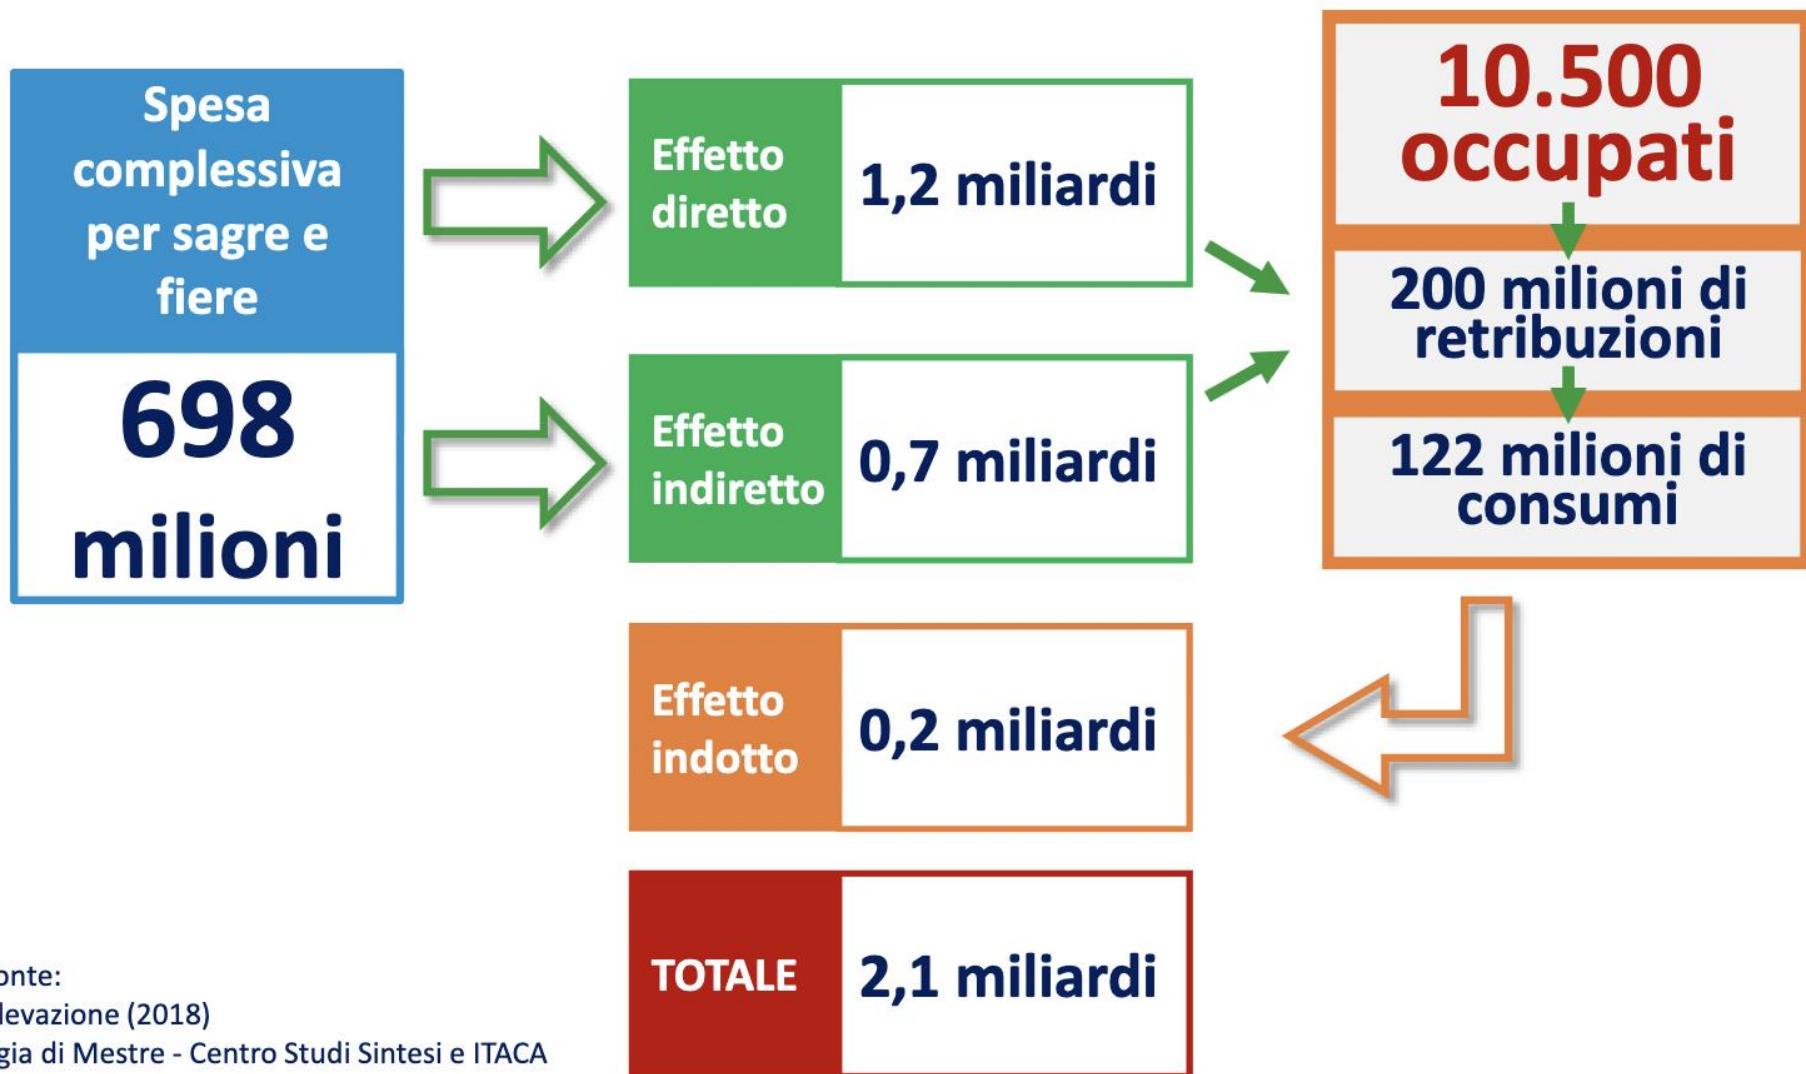 Spesa
complessiva
per sagre e
fiere
698
milioni
Effetto
diretto
1,2 miliardi
Effetto
indiretto
0,7 miliardi
10.500
occupati
200 milioni di
retribuzioni
122 milioni di
consumi
Effetto
indotto
0,2 miliardi
TOTALE
2,1 miliardi
onte:
levazione (2018)
gia di Mestre - Centro Studi Sintesi e ITACA